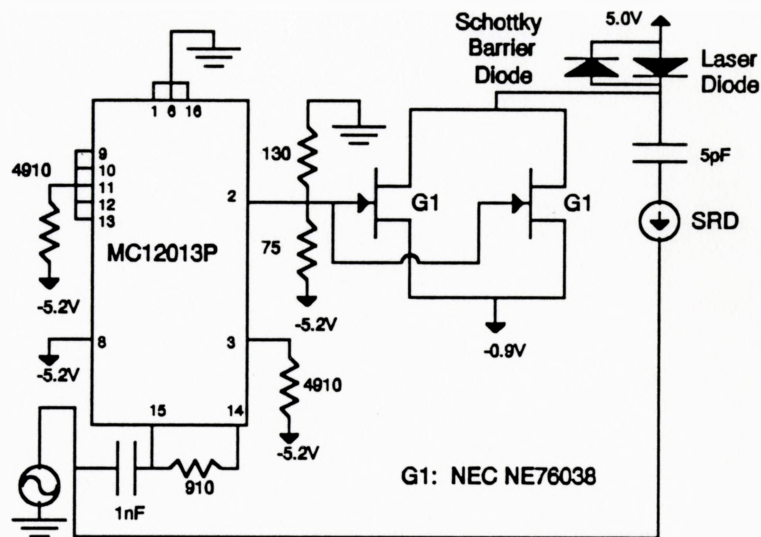 Schottky
Barrier
Diode
5.0V
Laser
Diode
1 6 16
9
10
11
12
13
4910
2
130
75
G1
G1
5pF
SRD
MC12013P
-5.2V
-5.2V
-0.9V
8
-5.2V
3
4910
-5.2V
15
14
910
1nF
G1: NEC NE76038